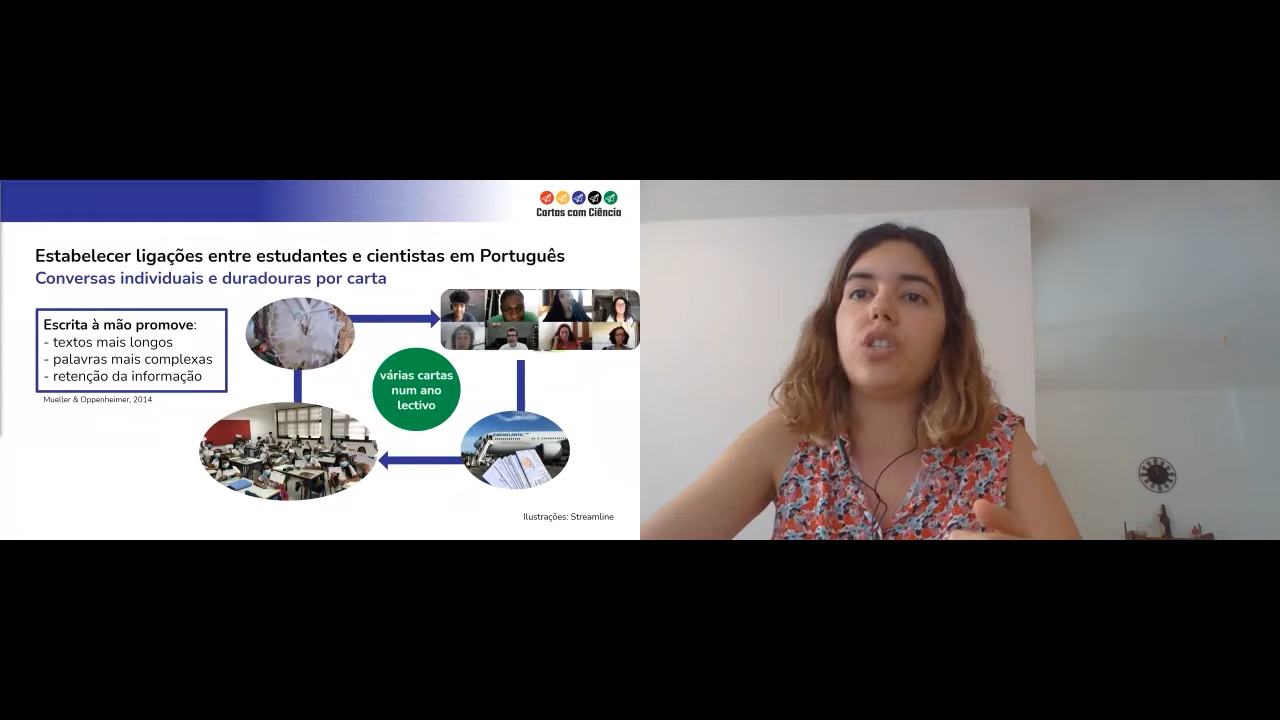 Cartas com Ciência
Estabelecer ligações entre estudantes e cientistas em Português
Conversas individuais e duradouras por carta
Escrita à mão promove:
- textos mais longos
- palavras mais complexas
- retenção da informação
Mueller & Oppenheimer, 2014
várias cartas
num ano
lectivo
Ilustrações: Streamline